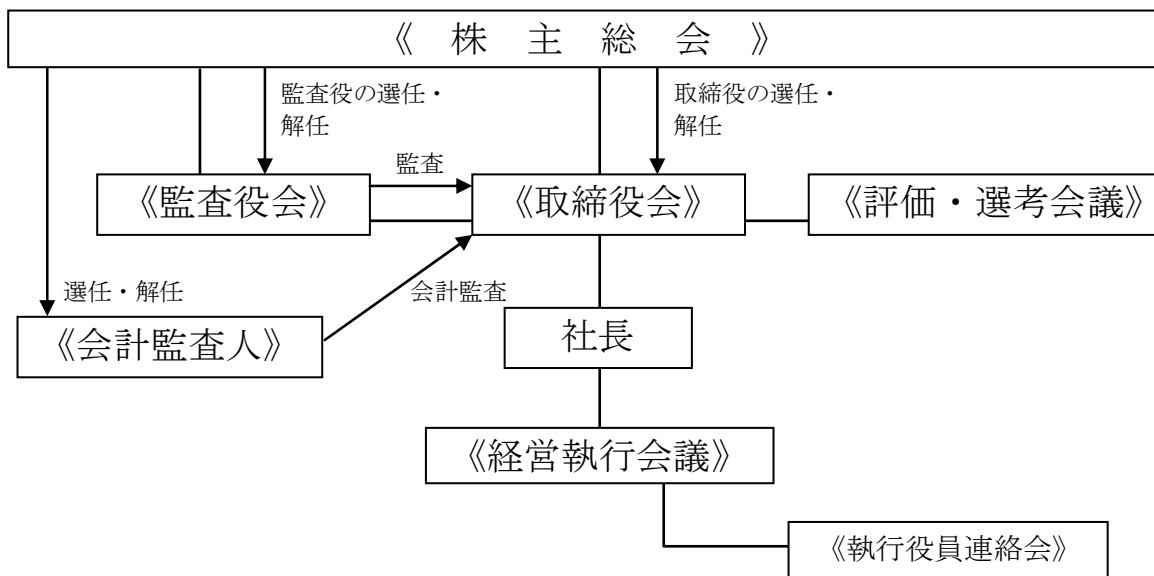 《 株 主 総 会 》
監査役の選任・
解任
取締役の選任・
解任
監査
《監査役会》
《取締役会》
《評価・選考会議》
選任・解任
会計監査
《会計監査人》
社長
《経営執行会議》
《執行役員連絡会》